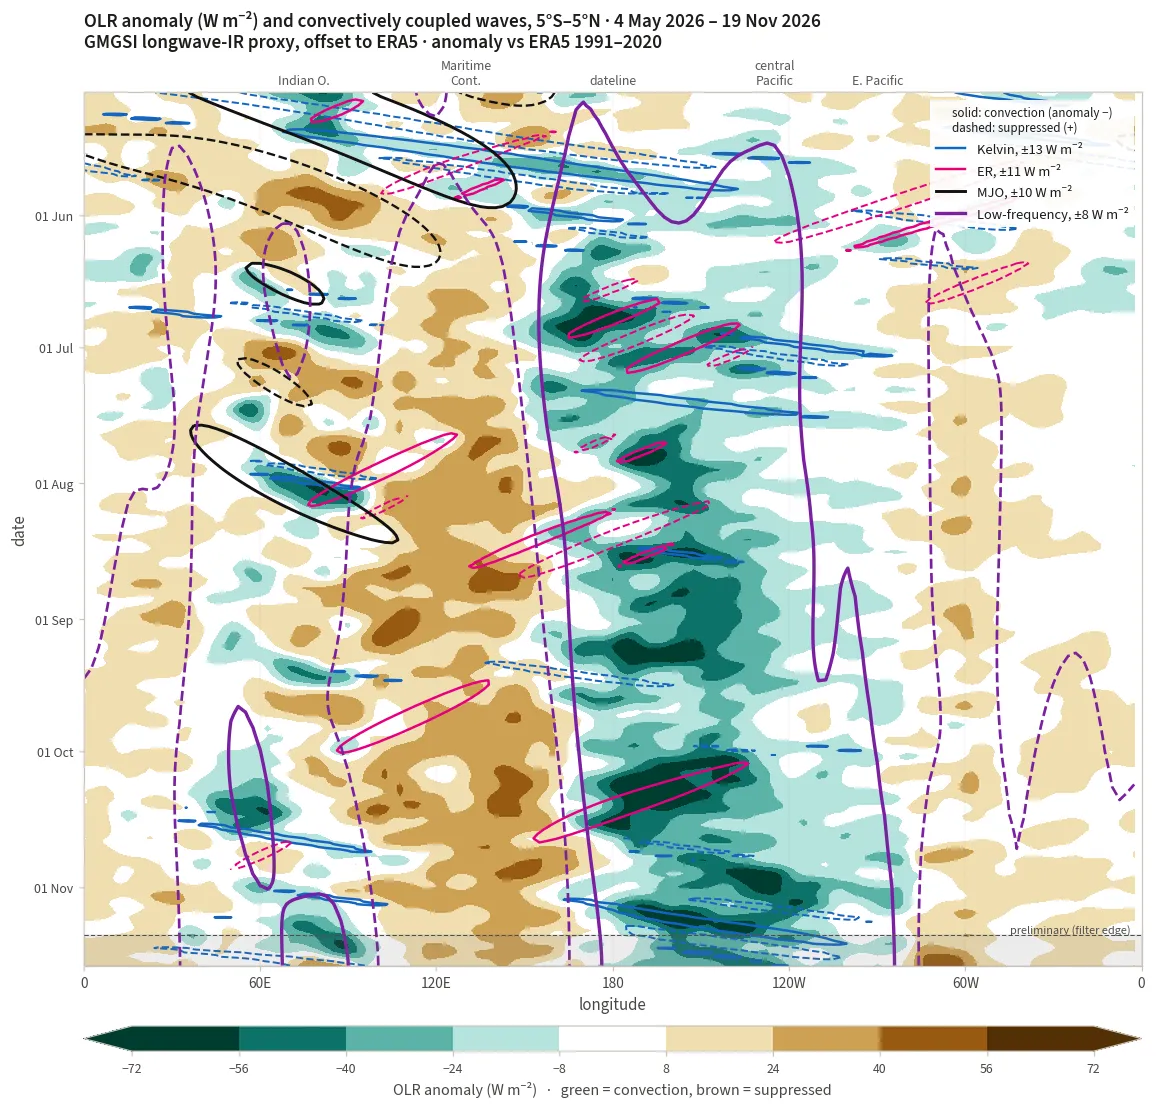 OLR anomaly (W m⁻²) and convectively coupled waves, 5°S–5°N · 4 May 2026 – 19 Nov 2026
GMGSI longwave-IR proxy, offset to ERA5 · anomaly vs ERA5 1991–2020
Indian O.
Maritime
Cont.
dateline
central
Pacific
E. Pacific
solid: convection (anomaly −)
dashed: suppressed (+)
Kelvin, ±13 W m⁻²
ER, ±11 W m⁻²
MJO, ±10 W m⁻²
Low-frequency, ±8 W m⁻²
01 Jun
01 Jul
01 Aug
01 Sep
01 Oct
01 Nov
date
preliminary (filter edge)
0
60E
120E
180
120W
60W
0
longitude
−72
−56
−40
−24
−8
8
24
40
56
72
OLR anomaly (W m⁻²) · green = convection, brown = suppressed